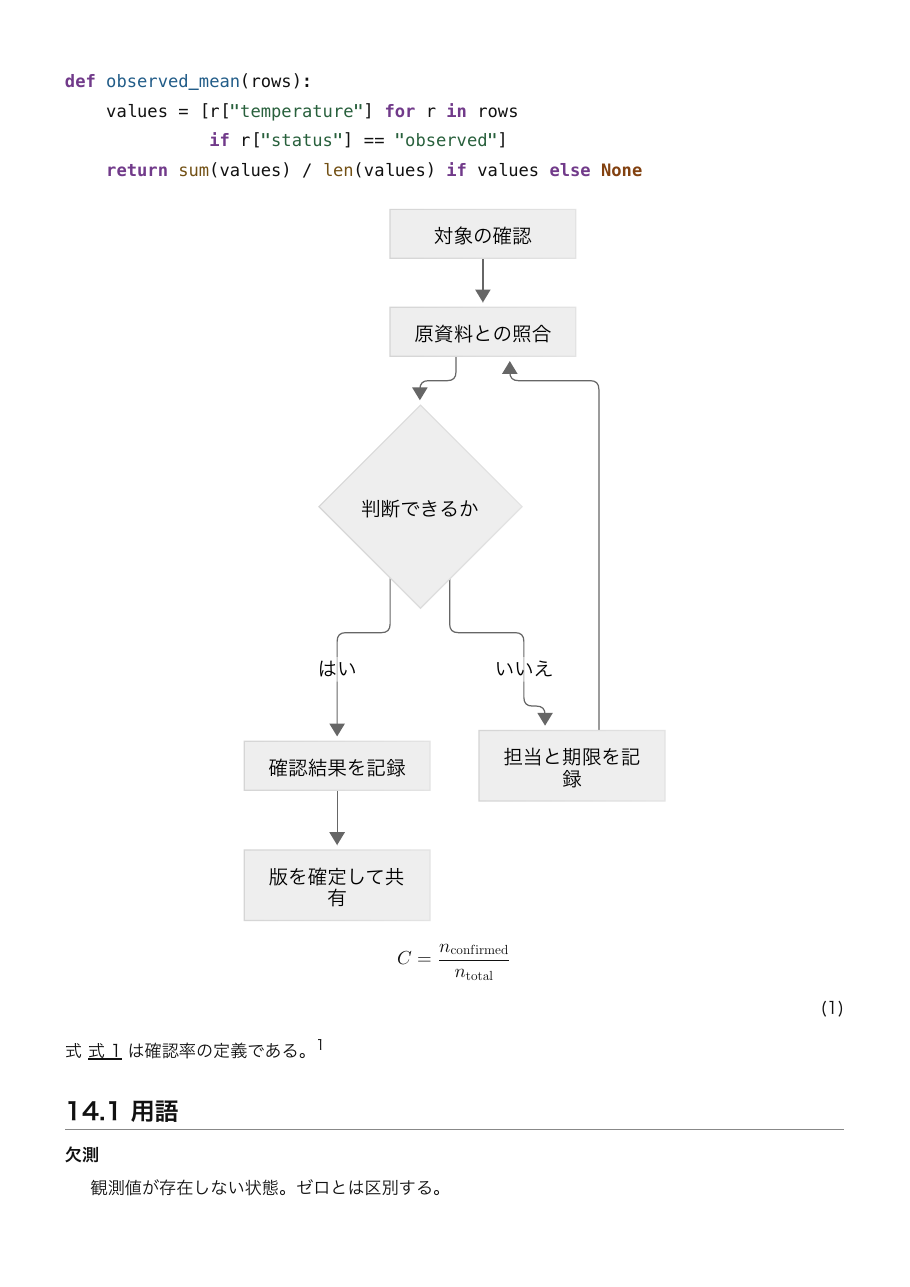 def observed_mean(rows):
    values = [r["temperature"] for r in rows
              if r["status"] == "observed"]
    return sum(values) / len(values) if values else None
対象の確認
原資料との照合
判断できるか
はい
いいえ
確認結果を記録
担当と期限を記
録
版を確定して共
有
C = n_confirmed / n_total
(1)
式 式 1 は確認率の定義である。1
14.1 用語
欠測
観測値が存在しない状態。ゼロとは区別する。